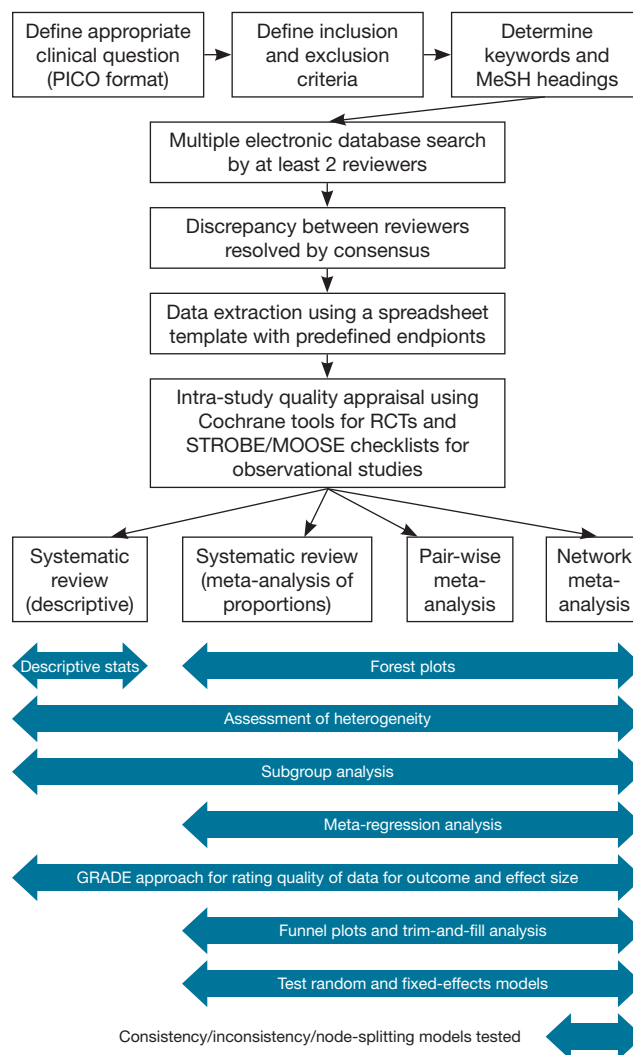 Define appropriate
clinical question
(PICO format)
Define inclusion
and exclusion
criteria
Determine
keywords and
MeSH headings
Multiple electronic database search
by at least 2 reviewers
Discrepancy between reviewers
resolved by consensus
Data extraction using a spreadsheet
template with predefined endpionts
Intra-study quality appraisal using
Cochrane tools for RCTs and
STROBE/MOOSE checklists for
observational studies
Systematic
review
(descriptive)
Systematic review
(meta-analysis of
proportions)
Pair-wise
meta-
analysis
Network
meta-
analysis
Descriptive stats
Forest plots
Assessment of heterogeneity
Subgroup analysis
Meta-regression analysis
GRADE approach for rating quality of data for outcome and effect size
Funnel plots and trim-and-fill analysis
Test random and fixed-effects models
Consistency/inconsistency/node-splitting models tested